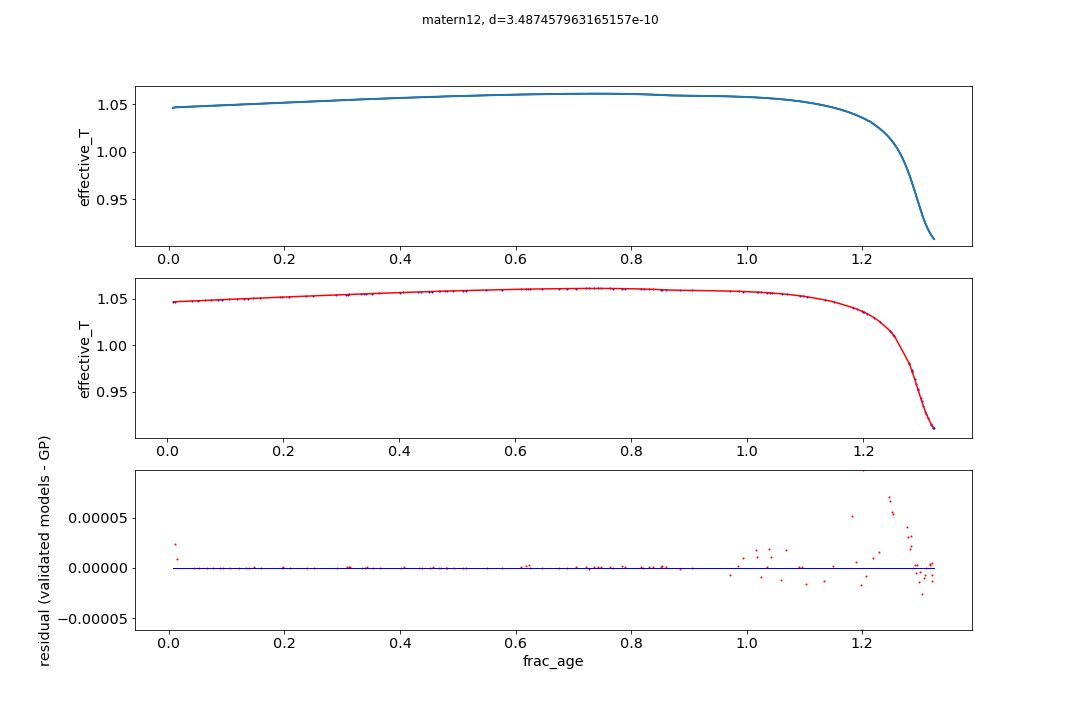 matern12, d=3.487457963165157e-10
effective_T
1.05
1.00
0.95
0.0 0.2 0.4 0.6 0.8 1.0 1.2
effective_T
1.05
1.00
0.95
0.0 0.2 0.4 0.6 0.8 1.0 1.2
residual (validated models - GP)
0.00005
0.00000
−0.00005
0.0 0.2 0.4 0.6 0.8 1.0 1.2
frac_age